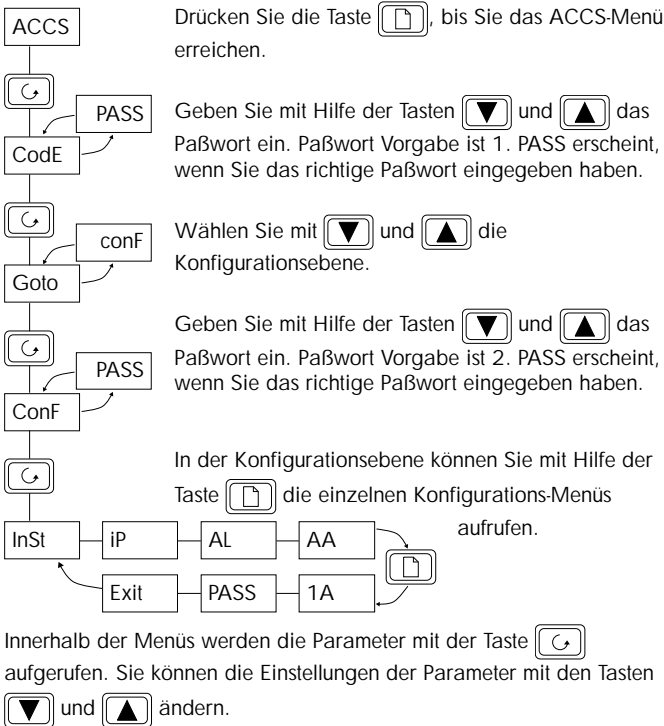 ACCS
Drücken Sie die Taste , bis Sie das ACCS-Menü
erreichen.
PASS
CodE
Geben Sie mit Hilfe der Tasten ▼ und ▲ das
Paßwort ein. Paßwort Vorgabe ist 1. PASS erscheint,
wenn Sie das richtige Paßwort eingegeben haben.
conF
Goto
Wählen Sie mit ▼ und ▲ die
Konfigurationsebene.
PASS
ConF
Geben Sie mit Hilfe der Tasten ▼ und ▲ das
Paßwort ein. Paßwort Vorgabe ist 2. PASS erscheint,
wenn Sie das richtige Paßwort eingegeben haben.
In der Konfigurationsebene können Sie mit Hilfe der
Taste die einzelnen Konfigurations-Menüs
aufrufen.
InSt iP AL AA
Exit PASS 1A
Innerhalb der Menüs werden die Parameter mit der Taste
aufgerufen. Sie können die Einstellungen der Parameter mit den Tasten
▼ und ▲ ändern.